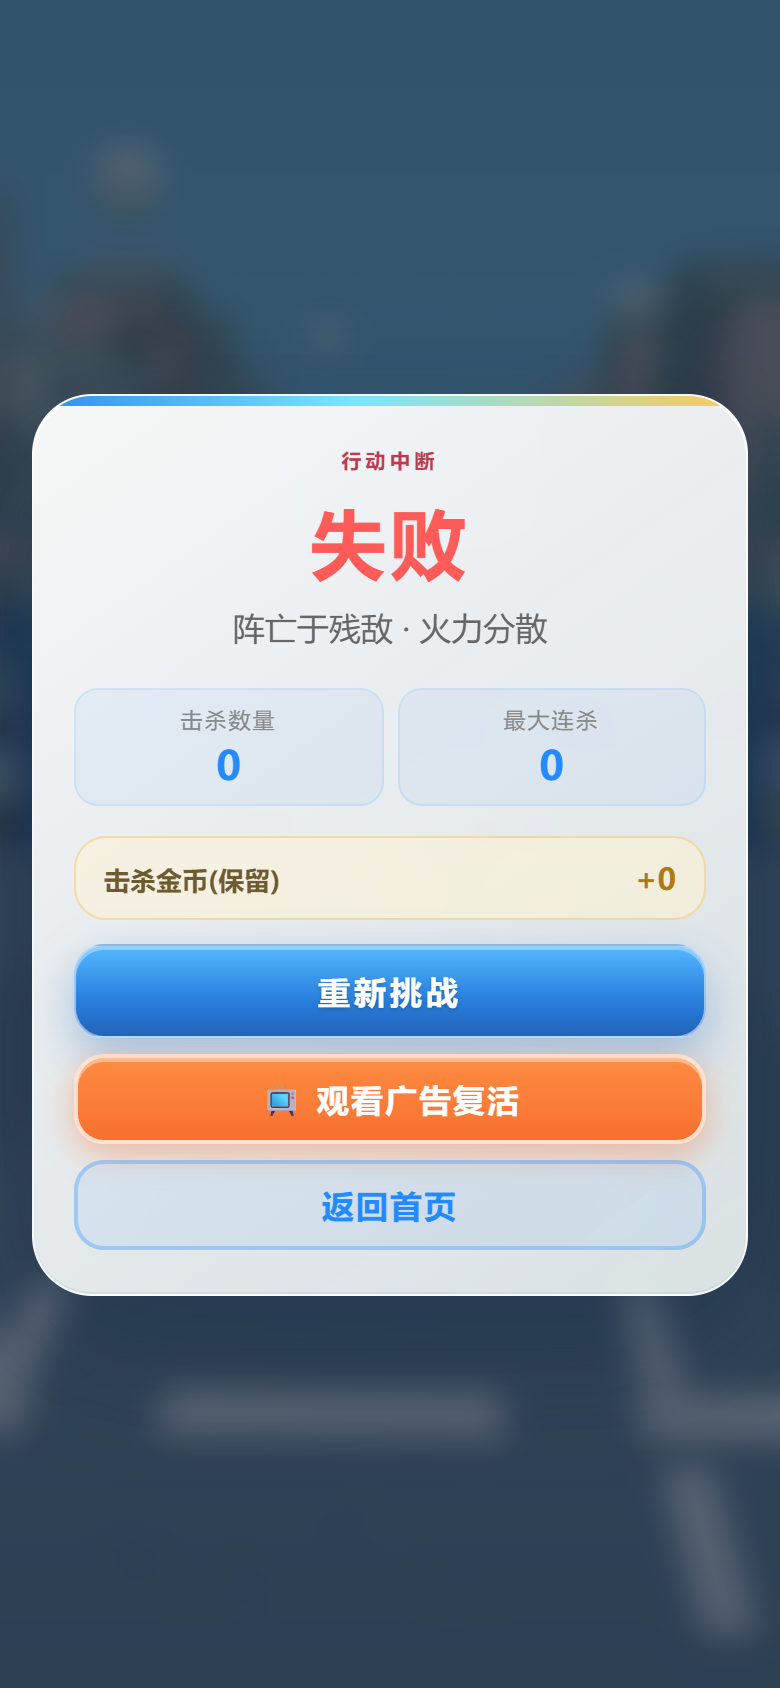 行动中断
失败
阵亡于残敌 · 火力分散
击杀数量
0
最大连杀
0
击杀金币(保留)
+0
重新挑战
观看广告复活
返回首页